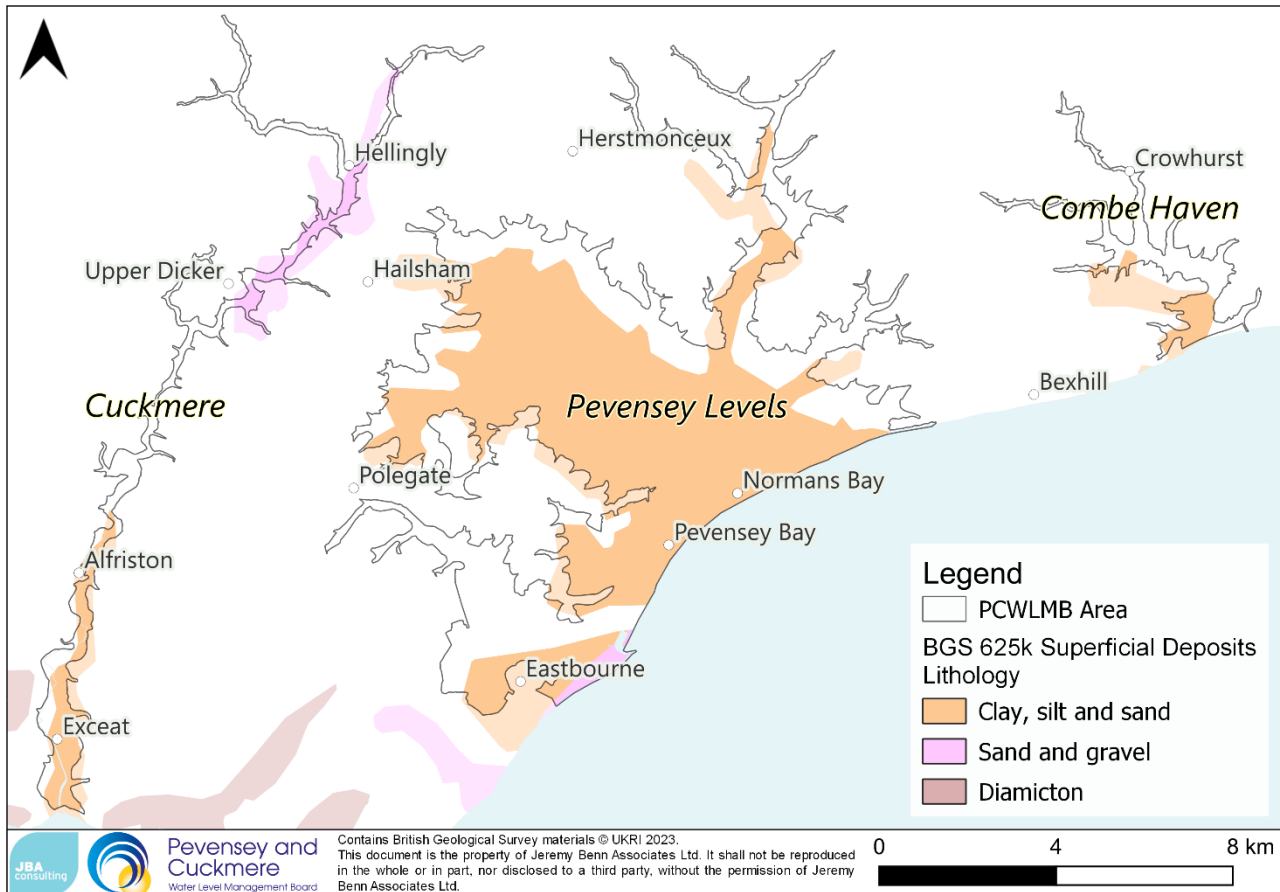 Hellingly
Herstmonceux
Crowhurst
Combe Haven
Upper Dicker
Hailsham
Cuckmere
Pevensey Levels
Bexhill
Polegate
Normans Bay
Pevensey Bay
Alfriston
Eastbourne
Exceat
Legend
PCWLMB Area
BGS 625k Superficial Deposits
Lithology
Clay, silt and sand
Sand and gravel
Diamicton
JBA
consulting
Pevensey and
Cuckmere
Water Level Management Board
Contains British Geological Survey materials © UKRI 2023.
This document is the property of Jeremy Benn Associates Ltd. It shall not be reproduced
in the whole or in part, nor disclosed to a third party, without the permission of Jeremy
Benn Associates Ltd.
0 4 8 km